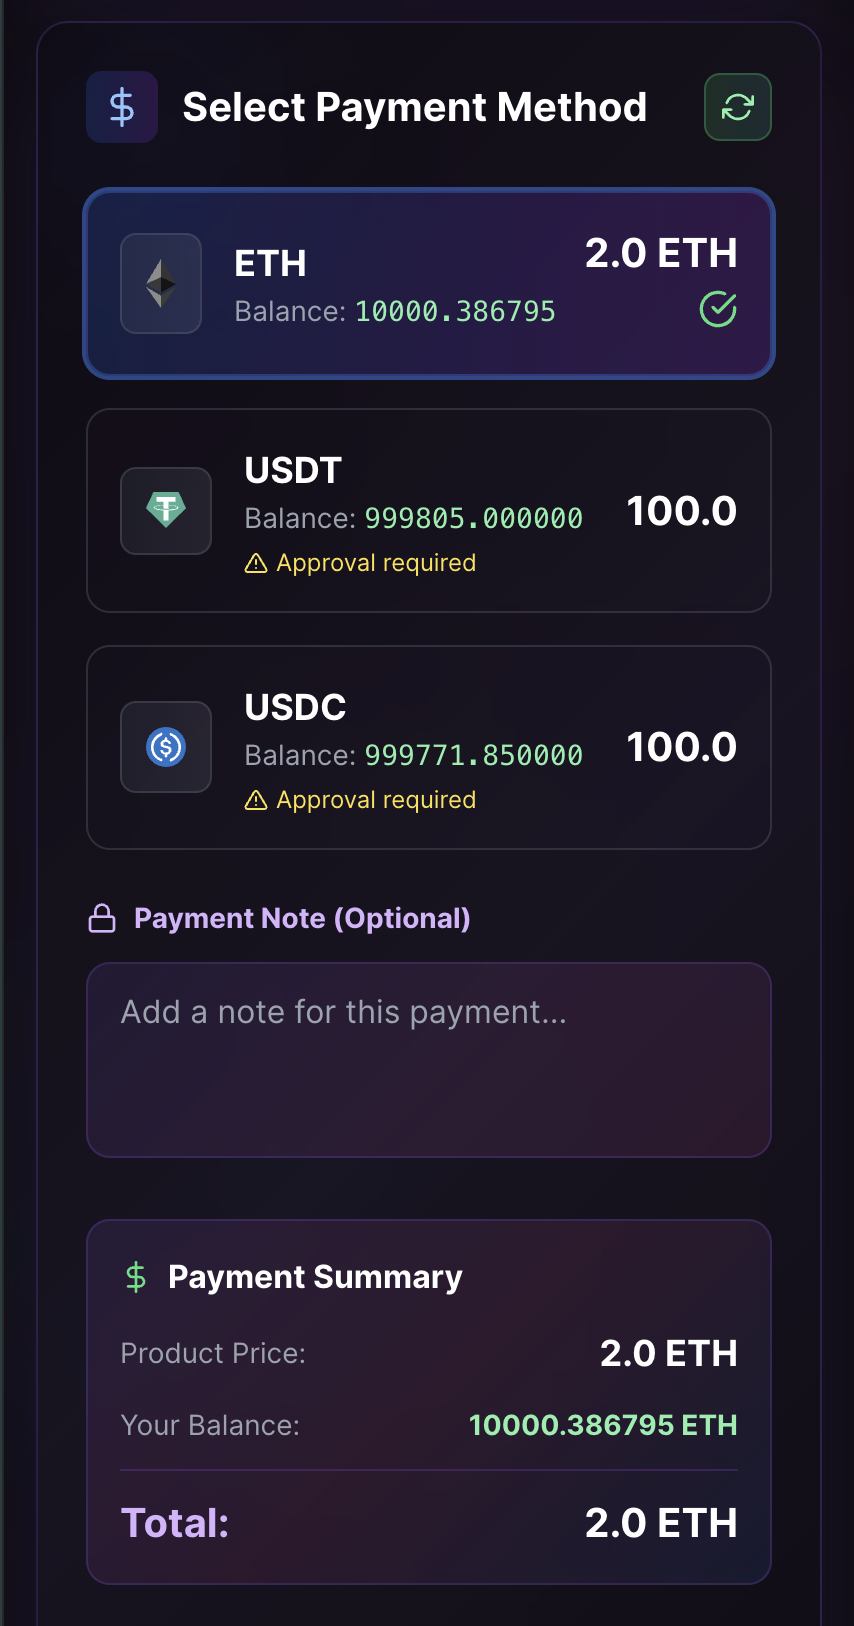 Select Payment Method
ETH
2.0 ETH
Balance: 10000.386795
USDT
Balance: 999805.000000
100.0
Approval required
USDC
Balance: 999771.850000
100.0
Approval required
Payment Note (Optional)
Add a note for this payment...
Payment Summary
Product Price: 2.0 ETH
Your Balance: 10000.386795 ETH
Total: 2.0 ETH